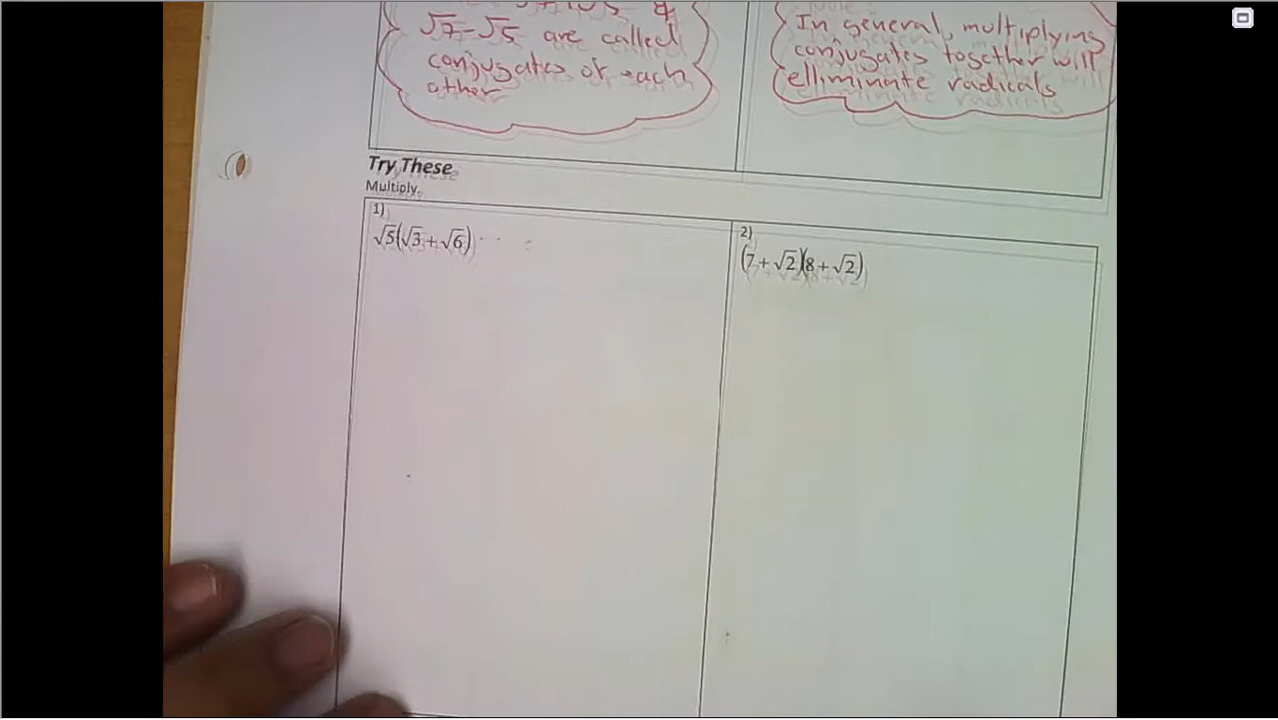 √7-√5 are called
conjugates of each
other
In general, multiplying
conjugates together will
elliminate radicals
Try These
Multiply.
1)
√5(√3+√6)
2)
(7+√2)(8+√2)